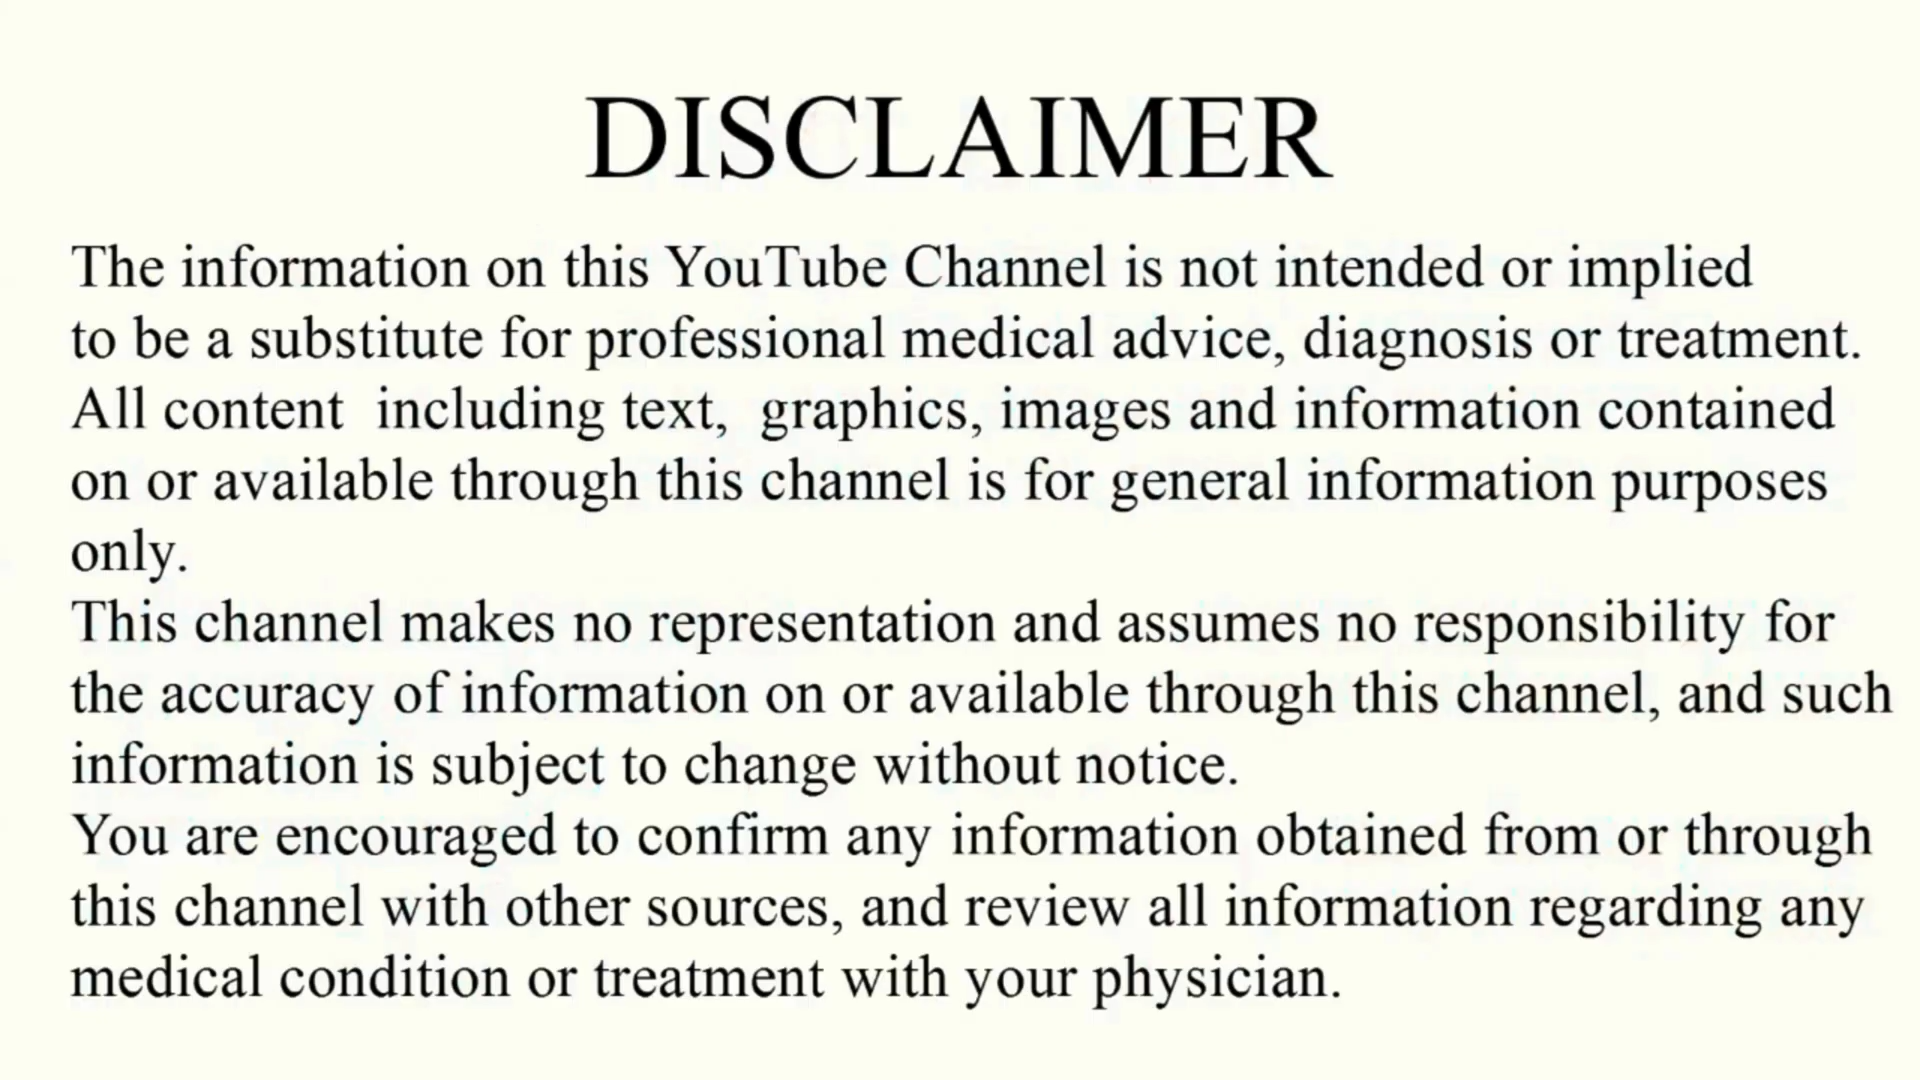 DISCLAIMER
The information on this YouTube Channel is not intended or implied
to be a substitute for professional medical advice, diagnosis or treatment.
All content  including text,  graphics, images and information contained
on or available through this channel is for general information purposes
only.
This channel makes no representation and assumes no responsibility for
the accuracy of information on or available through this channel, and such
information is subject to change without notice.
You are encouraged to confirm any information obtained from or through
this channel with other sources, and review all information regarding any
medical condition or treatment with your physician.